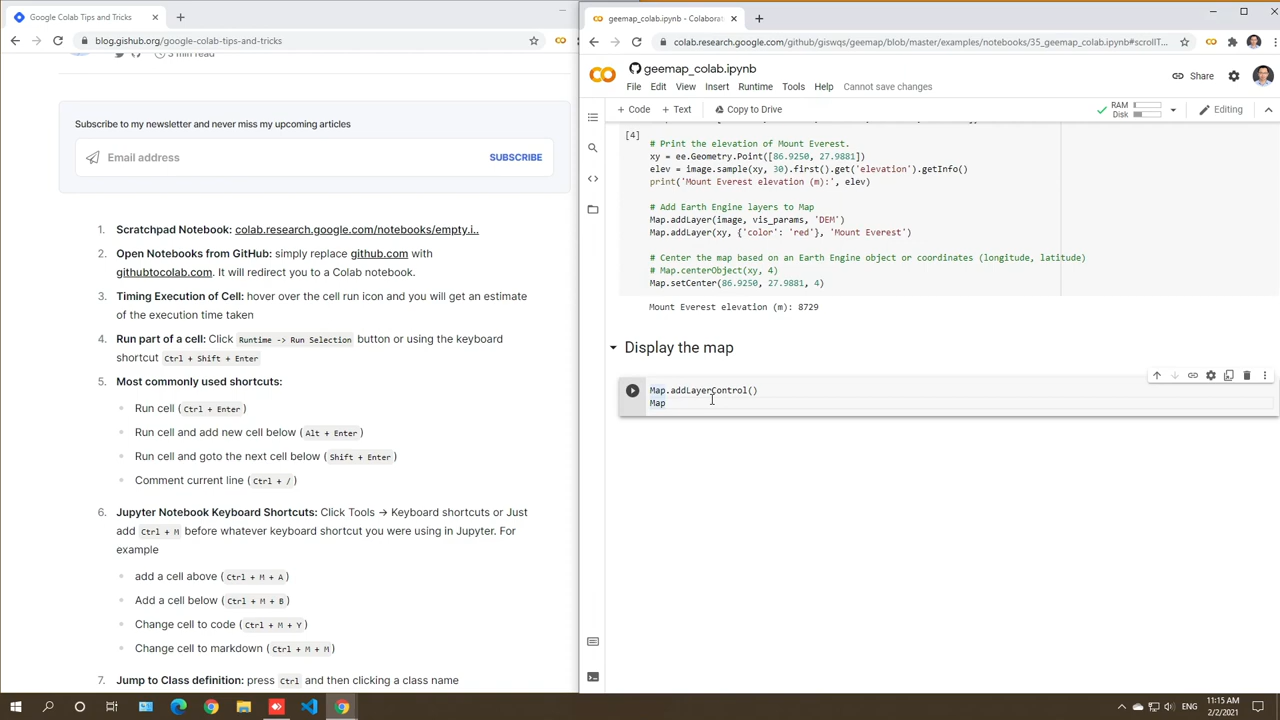 Google Colab Tips and Tricks
blog.gishub.org/google-colab-tips-and-tricks
3 min read
Subscribe to my newsletter and never miss my upcoming articles
Email address
SUBSCRIBE
1. Scratchpad Notebook: colab.research.google.com/notebooks/empty.i..
2. Open Notebooks from GitHub: simply replace github.com with
githubtocolab.com. It will redirect you to a Colab notebook.
3. Timing Execution of Cell: hover over the cell run icon and you will get an estimate
of the execution time taken
4. Run part of a cell: Click Runtime -> Run Selection button or using the keyboard
shortcut Ctrl + Shift + Enter
5. Most commonly used shortcuts:
Run cell ( Ctrl + Enter )
Run cell and add new cell below ( Alt + Enter )
Run cell and goto the next cell below ( Shift + Enter )
Comment current line ( Ctrl + / )
6. Jupyter Notebook Keyboard Shortcuts: Click Tools → Keyboard shortcuts or Just
add Ctrl + M before whatever keyboard shortcut you were using in Jupyter. For
example
add a cell above ( Ctrl + M + A )
Add a cell below ( Ctrl + M + B )
Change cell to code ( Ctrl + M + Y )
Change cell to markdown ( Ctrl + M + M )
7. Jump to Class definition: press Ctrl and then clicking a class name
geemap_colab.ipynb - Colaborat
colab.research.google.com/github/giswqs/geemap/blob/master/examples/notebooks/35_geemap_colab.ipynb#scrollT...
geemap_colab.ipynb
Share
File Edit View Insert Runtime Tools Help Cannot save changes
+ Code + Text Copy to Drive
RAM
Disk
Editing
[4]
# Print the elevation of Mount Everest.
xy = ee.Geometry.Point([86.9250, 27.9881])
elev = image.sample(xy, 30).first().get('elevation').getInfo()
print('Mount Everest elevation (m):', elev)
# Add Earth Engine layers to Map
Map.addLayer(image, vis_params, 'DEM')
Map.addLayer(xy, {'color': 'red'}, 'Mount Everest')
# Center the map based on an Earth Engine object or coordinates (longitude, latitude)
# Map.centerObject(xy, 4)
Map.setCenter(86.9250, 27.9881, 4)
Mount Everest elevation (m): 8729
Display the map
Map.addLayerControl()
Map
ENG
11:15 AM
2/2/2021